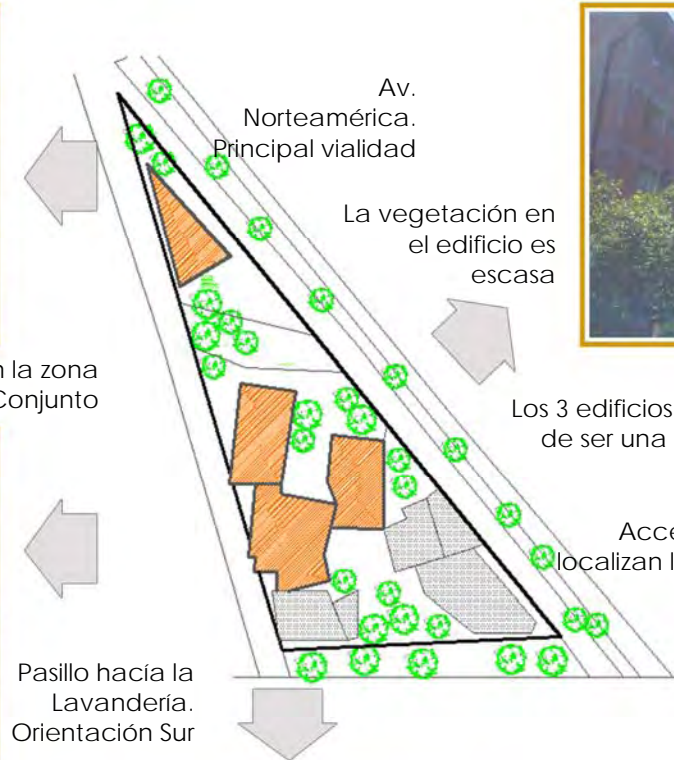 Av.
Norteamérica.
Principal vialidad
La vegetación en
el edificio es
escasa
la zona
Conjunto
Los 3 edificios
de ser una
localizan
Pasillo hacía la
Lavandería.
Orientación Sur